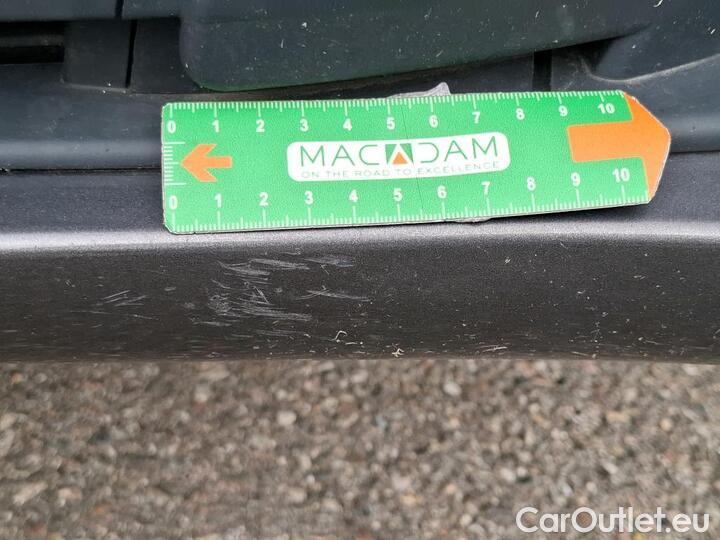 0 1 2 3 4 5 6 7 8 9 10
MACADAM
ON THE ROAD TO EXCELLENCE
0 1 2 3 4 5 6 7 8 9 10
CarOutlet.eu